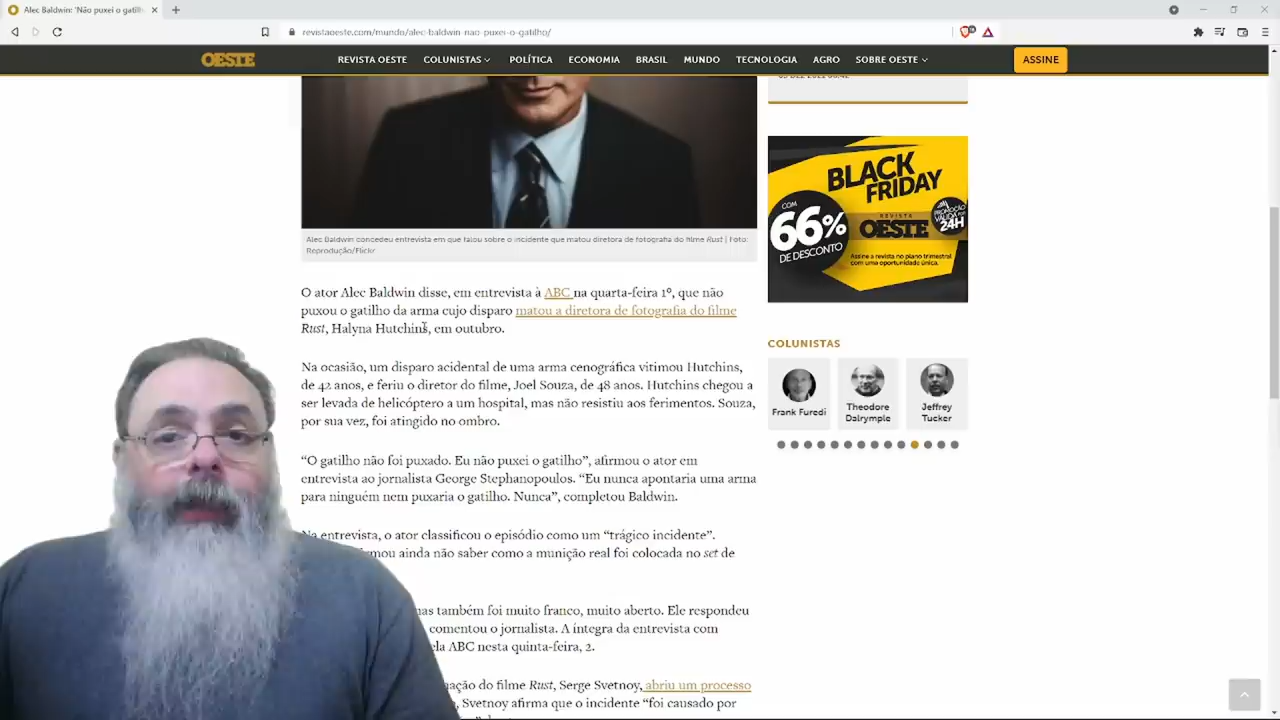 Alec Baldwin: 'Não puxei o gatilh
revistaoeste.com/mundo/alec-baldwin-nao-puxei-o-gatilho/
OESTE
REVISTA OESTE COLUNISTAS POLÍTICA ECONOMIA BRASIL MUNDO TECNOLOGIA AGRO SOBRE OESTE ASSINE
BLACK
FRIDAY
COM
66%
DE DESCONTO
REVISTA
OESTE
PROMOÇÃO
VÁLIDA POR
24H
Assine a revista no plano trimestral
com uma oportunidade única.
Alec Baldwin concedeu entrevista em que falou sobre o incidente que matou diretora de fotografia do filme Rust | Foto:
Reprodução/Flickr
O ator Alec Baldwin disse, em entrevista à ABC na quarta-feira 1º, que não
puxou o gatilho da arma cujo disparo matou a diretora de fotografia do filme
Rust, Halyna Hutchins, em outubro.
Na ocasião, um disparo acidental de uma arma cenográfica vitimou Hutchins,
de 42 anos, e feriu o diretor do filme, Joel Souza, de 48 anos. Hutchins chegou a
ser levada de helicóptero a um hospital, mas não resistiu aos ferimentos. Souza,
por sua vez, foi atingido no ombro.
“O gatilho não foi puxado. Eu não puxei o gatilho”, afirmou o ator em
entrevista ao jornalista George Stephanopoulos. “Eu nunca apontaria uma arma
para ninguém nem puxaria o gatilho. Nunca”, completou Baldwin.
Na entrevista, o ator classificou o episódio como um “trágico incidente”.
ainda não saber como a munição real foi colocada no set de
também foi muito franco, muito aberto. Ele respondeu
comentou o jornalista. A íntegra da entrevista com
ABC nesta quinta-feira, 2.
do filme Rust, Serge Svetnoy, abriu um processo
Svetnoy afirma que o incidente “foi causado por
COLUNISTAS
Frank Furedi
Theodore
Dalrymple
Jeffrey
Tucker